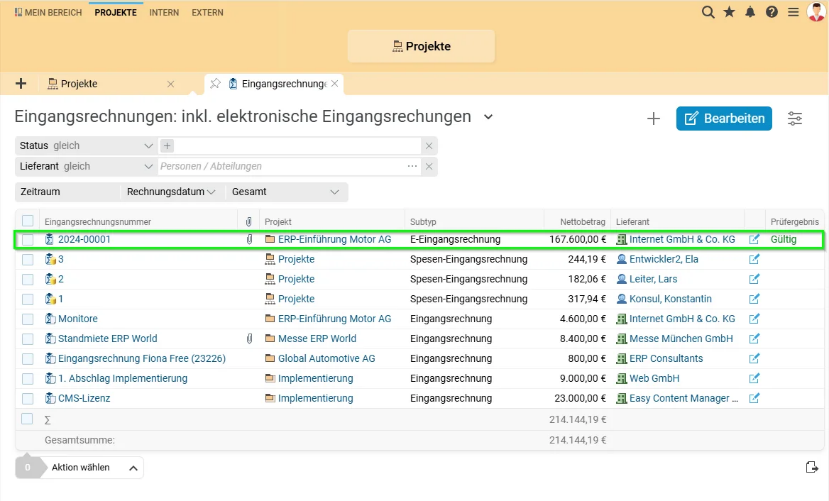 MEIN BEREICH PROJEKTE INTERN EXTERN
Projekte
Projekte Eingangsrechnung
Eingangsrechnungen: inkl. elektronische Eingangsrechungen
Bearbeiten
Status gleich
Lieferant gleich Personen / Abteilungen ...
Zeitraum Rechnungsdatum Gesamt
Eingangsrechnungsnummer Projekt Subtyp Nettobetrag Lieferant Prüfergebnis
2024-00001 ERP-Einführung Motor AG E-Eingangsrechnung 167.600,00 € Internet GmbH & Co. KG Gültig
3 Projekte Spesen-Eingangsrechnung 244,19 € Entwickler2, Ela
2 Projekte Spesen-Eingangsrechnung 182,06 € Leiter, Lars
1 Projekte Spesen-Eingangsrechnung 317,94 € Konsul, Konstantin
Monitore ERP-Einführung Motor AG Eingangsrechnung 4.600,00 € Internet GmbH & Co. KG
Standmiete ERP World Messe ERP World Eingangsrechnung 8.400,00 € Messe München GmbH
Eingangsrechnung Fiona Free (23226) Global Automotive AG Eingangsrechnung 800,00 € ERP Consultants
1. Abschlag Implementierung Implementierung Eingangsrechnung 9.000,00 € Web GmbH
CMS-Lizenz Implementierung Eingangsrechnung 23.000,00 € Easy Content Manager ...
Σ 214.144,19 €
Gesamtsumme: 214.144,19 €
0 Aktion wählen